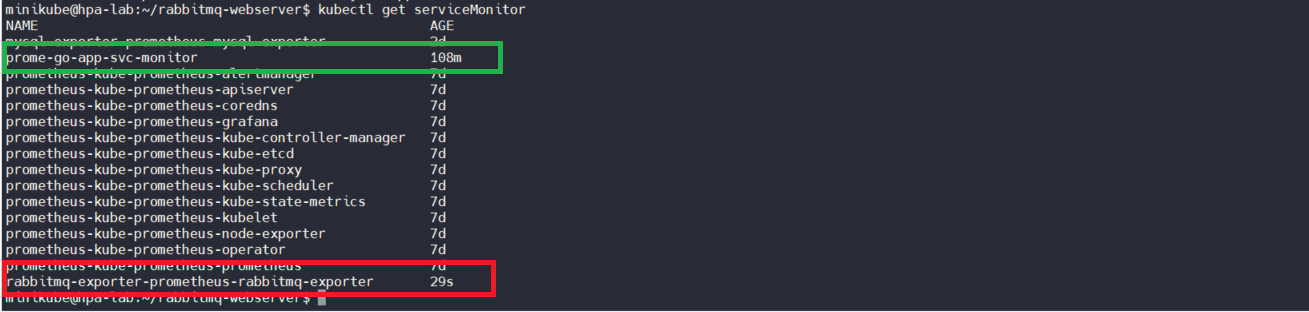 minikube@hpa-lab:~/rabbitmq-webserver$ kubectl get serviceMonitor
NAME AGE
mysql-exporter-prometheus-mysql-exporter 2d
prome-go-app-svc-monitor 108m
prometheus-kube-prometheus-alertmanager 7d
prometheus-kube-prometheus-apiserver 7d
prometheus-kube-prometheus-coredns 7d
prometheus-kube-prometheus-grafana 7d
prometheus-kube-prometheus-kube-controller-manager 7d
prometheus-kube-prometheus-kube-etcd 7d
prometheus-kube-prometheus-kube-proxy 7d
prometheus-kube-prometheus-kube-scheduler 7d
prometheus-kube-prometheus-kube-state-metrics 7d
prometheus-kube-prometheus-kubelet 7d
prometheus-kube-prometheus-node-exporter 7d
prometheus-kube-prometheus-operator 7d
prometheus-kube-prometheus-prometheus 7d
rabbitmq-exporter-prometheus-rabbitmq-exporter 29s
minikube@hpa-lab:~/rabbitmq-webserver$